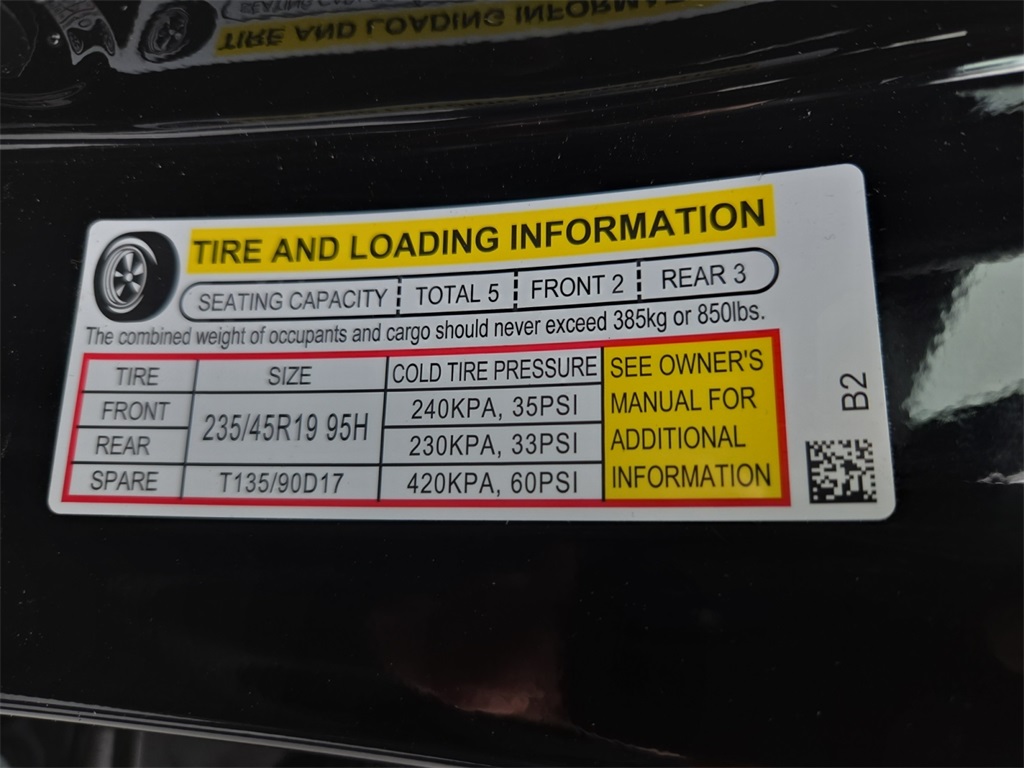 TIRE AND LOADING INFORMATION
TIRE AND LOADING INFORMATION
SEATING CAPACITY TOTAL 5 FRONT 2 REAR 3
The combined weight of occupants and cargo should never exceed 385kg or 850lbs.
TIRE SIZE COLD TIRE PRESSURE
FRONT 235/45R19 95H 240KPA, 35PSI
REAR 230KPA, 33PSI
SPARE T135/90D17 420KPA, 60PSI
SEE OWNER'S
MANUAL FOR
ADDITIONAL
INFORMATION
B2